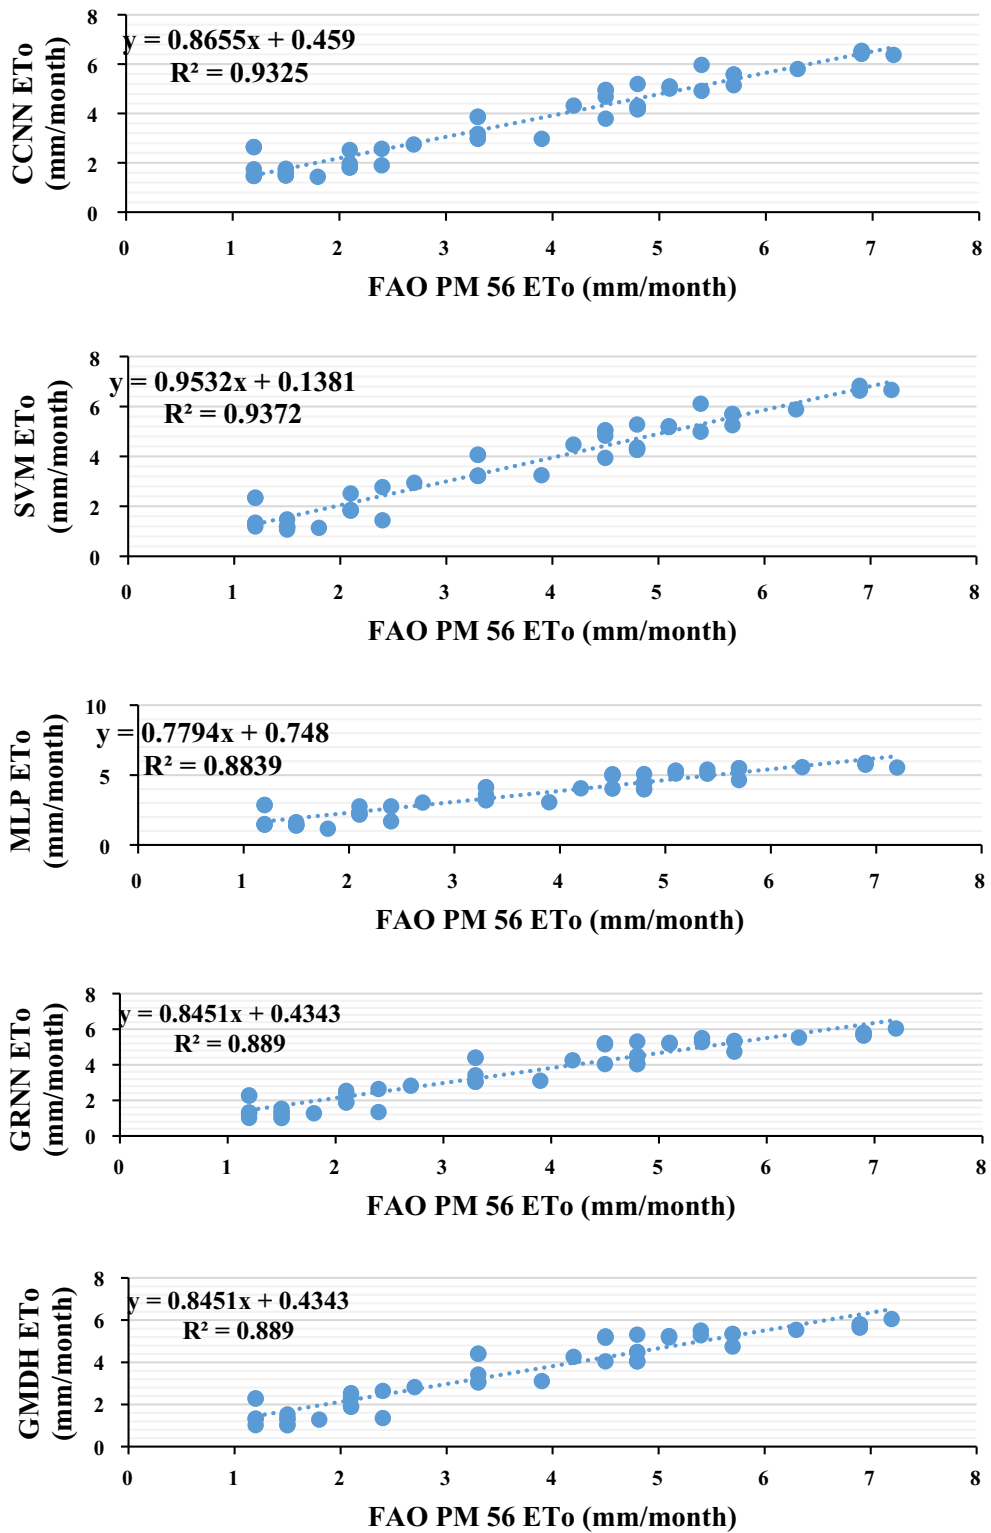 CCNN ETo
(mm/month)
8
6
4
2
0
y = 0.8655x + 0.459
R² = 0.9325
0 1 2 3 4 5 6 7 8
FAO PM 56 ETo (mm/month)
SVM ETo
(mm/month)
8
6
4
2
0
y = 0.9532x + 0.1381
R² = 0.9372
0 1 2 3 4 5 6 7 8
FAO PM 56 ETo (mm/month)
MLP ETo
(mm/month)
10
5
0
y = 0.7794x + 0.748
R² = 0.8839
0 1 2 3 4 5 6 7 8
FAO PM 56 ETo (mm/month)
GRNN ETo
(mm/month)
8
6
4
2
0
y = 0.8451x + 0.4343
R² = 0.889
0 1 2 3 4 5 6 7 8
FAO PM 56 ETo (mm/month)
GMDH ETo
(mm/month)
8
6
4
2
0
y = 0.8451x + 0.4343
R² = 0.889
0 1 2 3 4 5 6 7 8
FAO PM 56 ETo (mm/month)